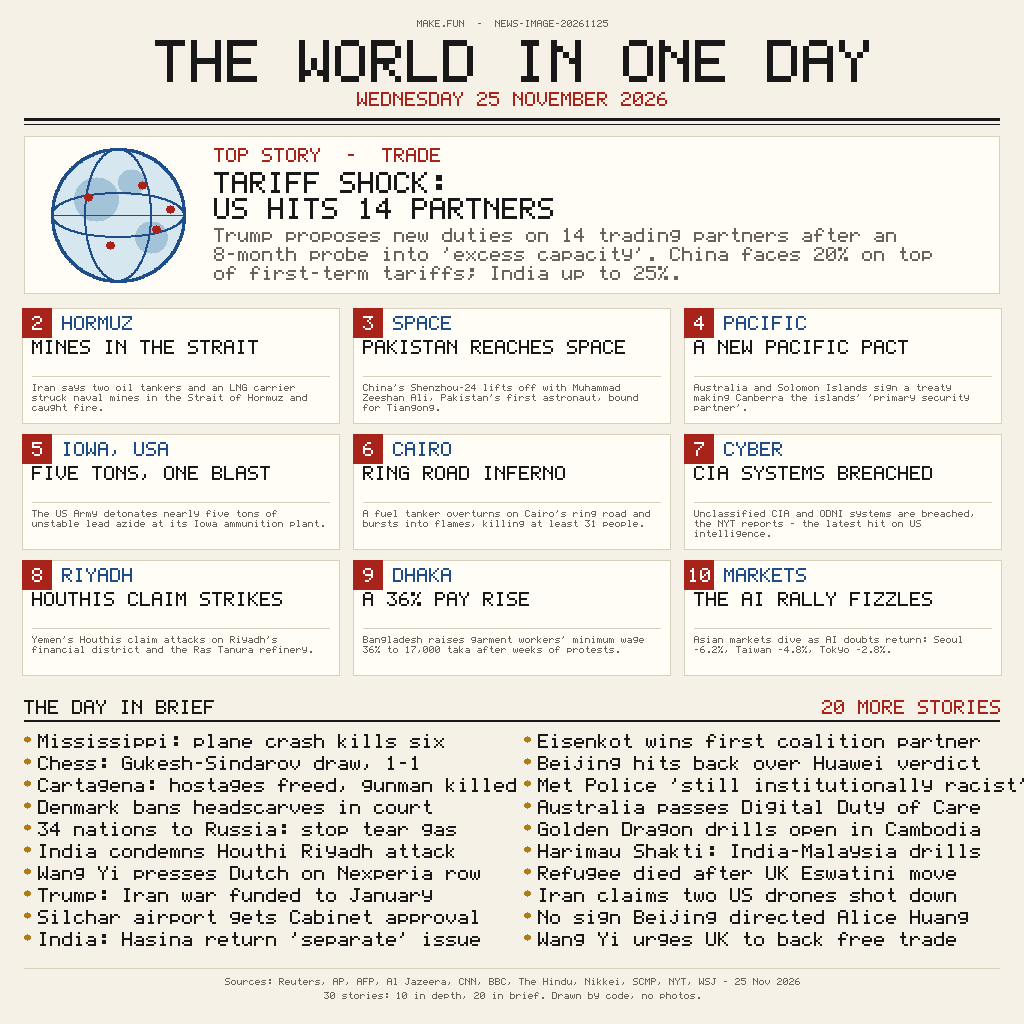 MAKE.FUN - NEWS-IMAGE-20261125
THE WORLD IN ONE DAY
WEDNESDAY 25 NOVEMBER 2026
TOP STORY - TRADE
TARIFF SHOCK:
US HITS 14 PARTNERS
Trump proposes new duties on 14 trading partners after an
8-month probe into 'excess capacity'. China faces 20% on top
of first-term tariffs; India up to 25%.
2 HORMUZ
MINES IN THE STRAIT
Iran says two oil tankers and an LNG carrier
struck naval mines in the Strait of Hormuz and
caught fire.
3 SPACE
PAKISTAN REACHES SPACE
China's Shenzhou-24 lifts off with Muhammad
Zeeshan Ali, Pakistan's first astronaut, bound
for Tiangong.
4 PACIFIC
A NEW PACIFIC PACT
Australia and Solomon Islands sign a treaty
making Canberra the islands' 'primary security
partner'.
5 IOWA, USA
FIVE TONS, ONE BLAST
The US Army detonates nearly five tons of
unstable lead azide at its Iowa ammunition plant.
6 CAIRO
RING ROAD INFERNO
A fuel tanker overturns on Cairo's ring road and
bursts into flames, killing at least 31 people.
7 CYBER
CIA SYSTEMS BREACHED
Unclassified CIA and ODNI systems are breached,
the NYT reports - the latest hit on US
intelligence.
8 RIYADH
HOUTHIS CLAIM STRIKES
Yemen's Houthis claim attacks on Riyadh's
financial district and the Ras Tanura refinery.
9 DHAKA
A 36% PAY RISE
Bangladesh raises garment workers' minimum wage
36% to 17,000 taka after weeks of protests.
10 MARKETS
THE AI RALLY FIZZLES
Asian markets dive as AI doubts return: Seoul
-6.2%, Taiwan -4.8%, Tokyo -2.8%.
THE DAY IN BRIEF
20 MORE STORIES
Mississippi: plane crash kills six
Chess: Gukesh-Sindarov draw, 1-1
Cartagena: hostages freed, gunman killed
Denmark bans headscarves in court
34 nations to Russia: stop tear gas
India condemns Houthi Riyadh attack
Wang Yi presses Dutch on Nexperia row
Trump: Iran war funded to January
Silchar airport gets Cabinet approval
India: Hasina return 'separate' issue
Eisenkot wins first coalition partner
Beijing hits back over Huawei verdict
Met Police 'still institutionally racist'
Australia passes Digital Duty of Care
Golden Dragon drills open in Cambodia
Harimau Shakti: India-Malaysia drills
Refugee died after UK Eswatini move
Iran claims two US drones shot down
No sign Beijing directed Alice Huang
Wang Yi urges UK to back free trade
Sources: Reuters, AP, AFP, Al Jazeera, CNN, BBC, The Hindu, Nikkei, SCMP, NYT, WSJ - 25 Nov 2026
30 stories: 10 in depth, 20 in brief. Drawn by code, no photos.